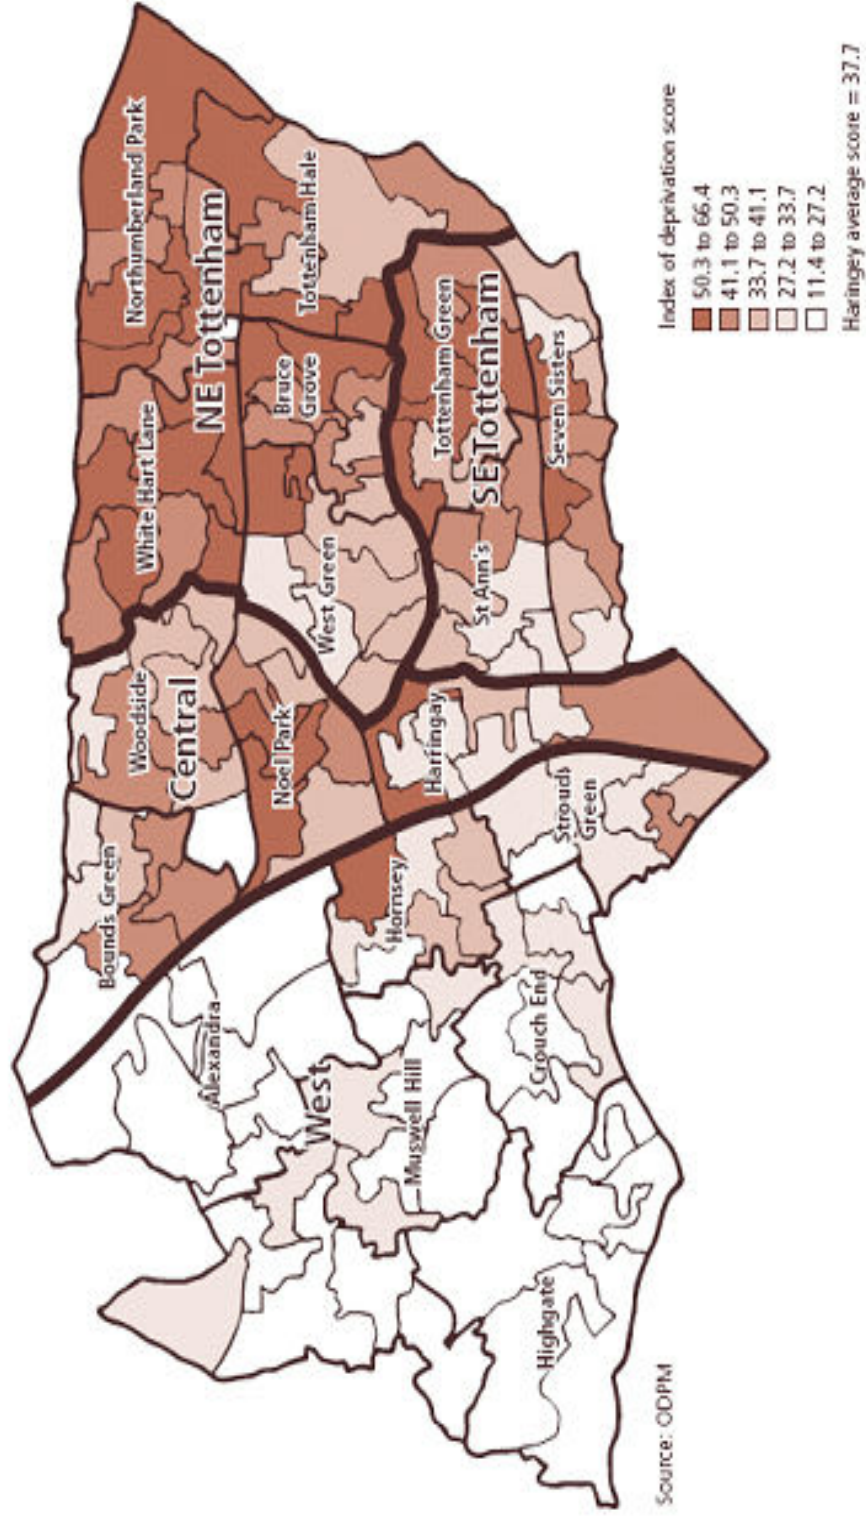 Northumberland Park
White Hart Lane
NE Tottenham
Tottenham Hale
Bruce
Grove
Woodside
Central
Bounds Green
West Green
Noel Park
Tottenham Green
SE Tottenham
Seven Sisters
St Ann's
Harringay
Stroud
Green
Hornsey
Alexandra
West
Muswell Hill
Crouch End
Highgate
Index of deprivation score
50.3 to 66.4
41.1 to 50.3
33.7 to 41.1
27.2 to 33.7
11.4 to 27.2
Haringey average score = 37.7
Source: ODPM